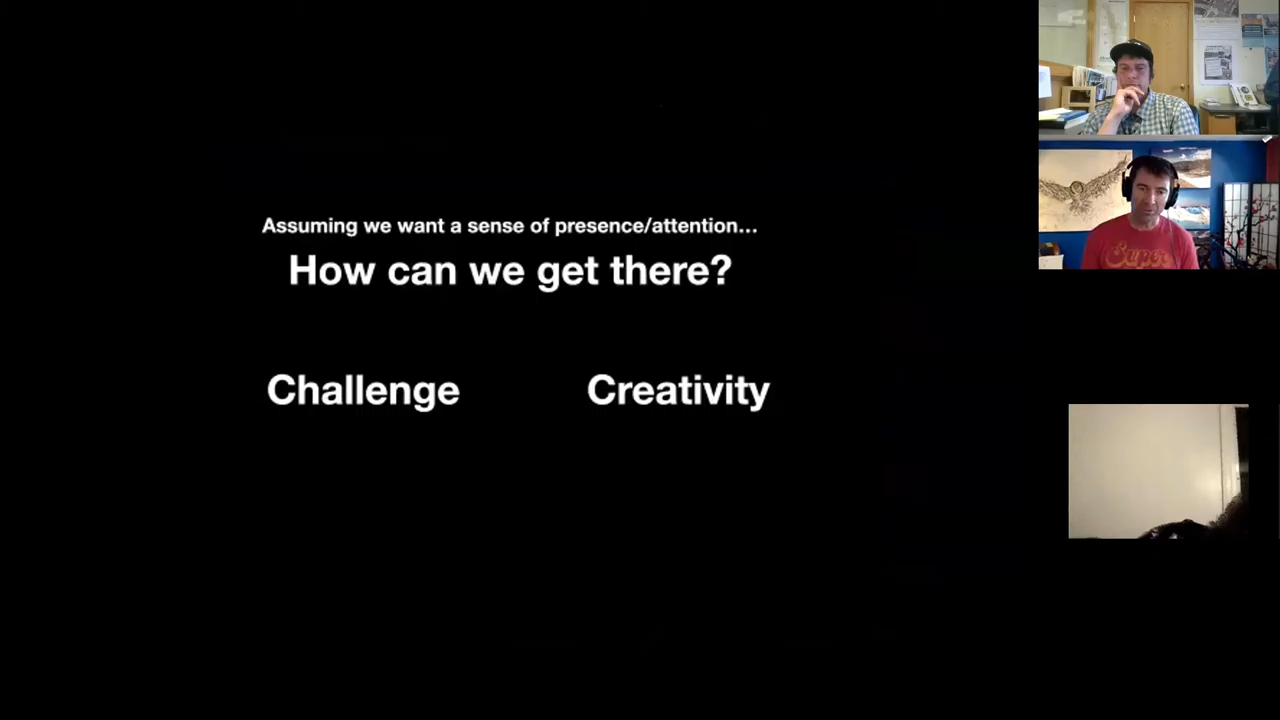 Assuming we want a sense of presence/attention...
How can we get there?
Challenge
Creativity
Super